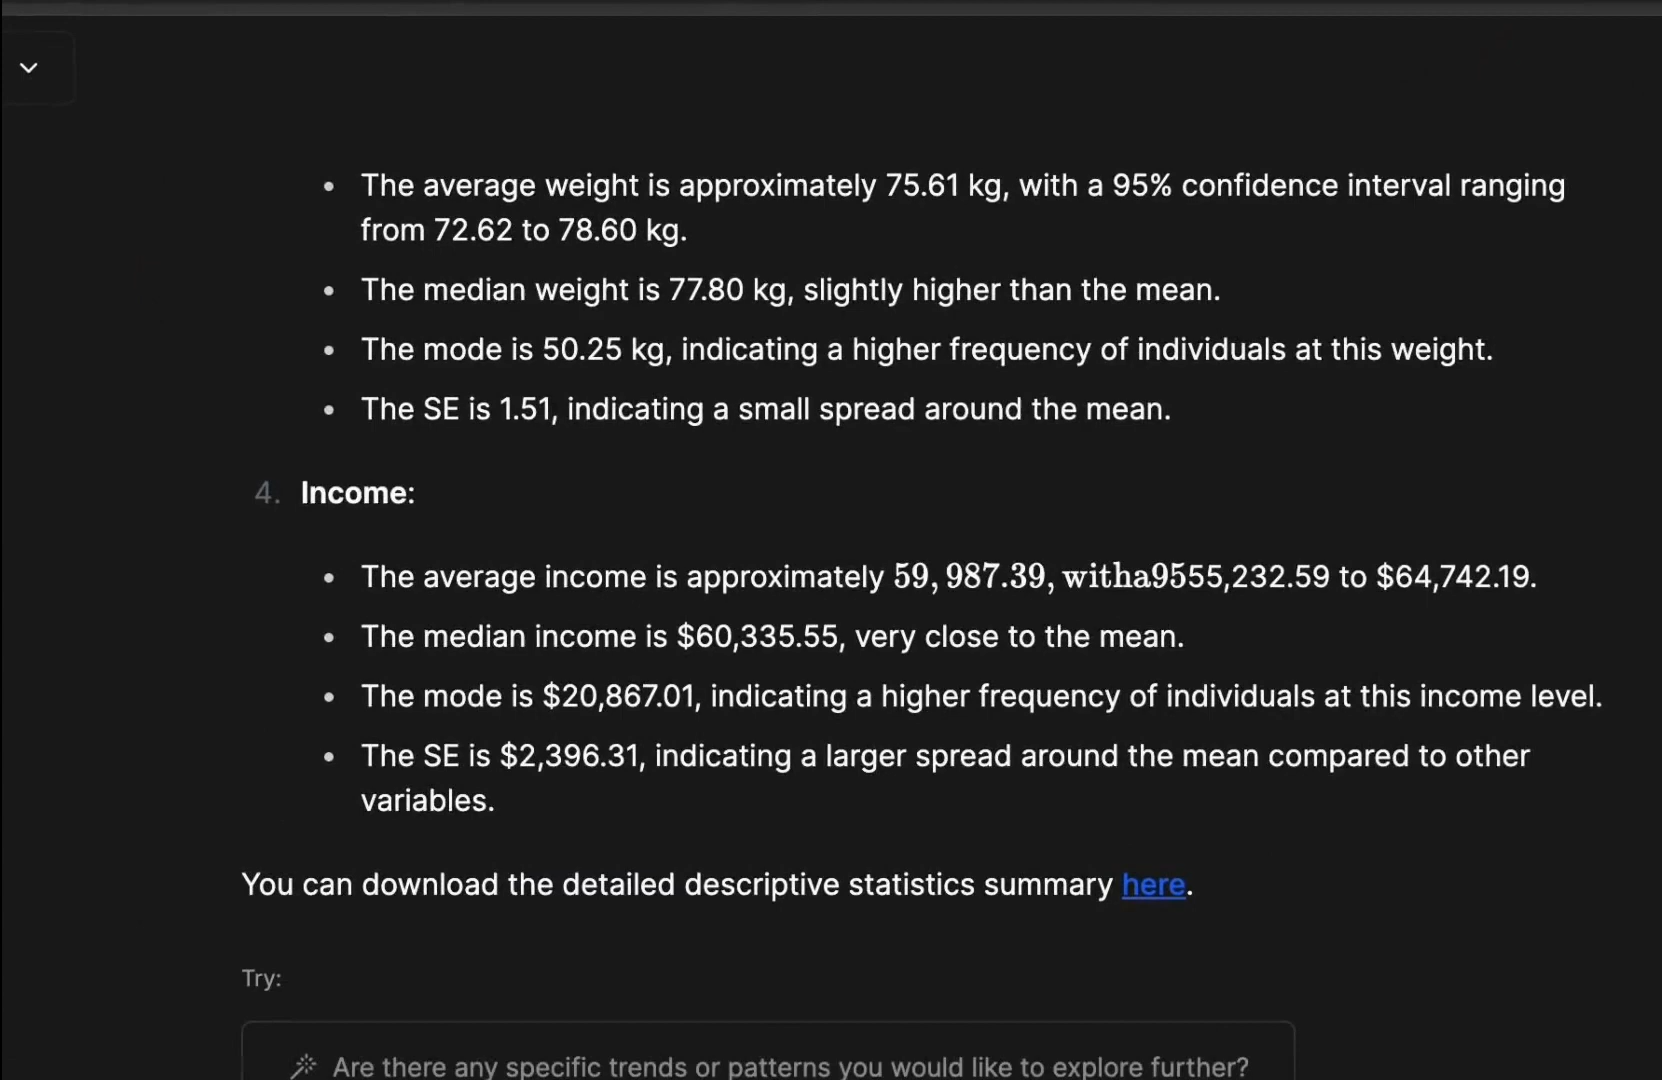 • The average weight is approximately 75.61 kg, with a 95% confidence interval ranging
from 72.62 to 78.60 kg.
• The median weight is 77.80 kg, slightly higher than the mean.
• The mode is 50.25 kg, indicating a higher frequency of individuals at this weight.
• The SE is 1.51, indicating a small spread around the mean.
4. Income:
• The average income is approximately 59, 987.39, witha9555,232.59 to $64,742.19.
• The median income is $60,335.55, very close to the mean.
• The mode is $20,867.01, indicating a higher frequency of individuals at this income level.
• The SE is $2,396.31, indicating a larger spread around the mean compared to other
variables.
You can download the detailed descriptive statistics summary here.
Try:
Are there any specific trends or patterns you would like to explore further?